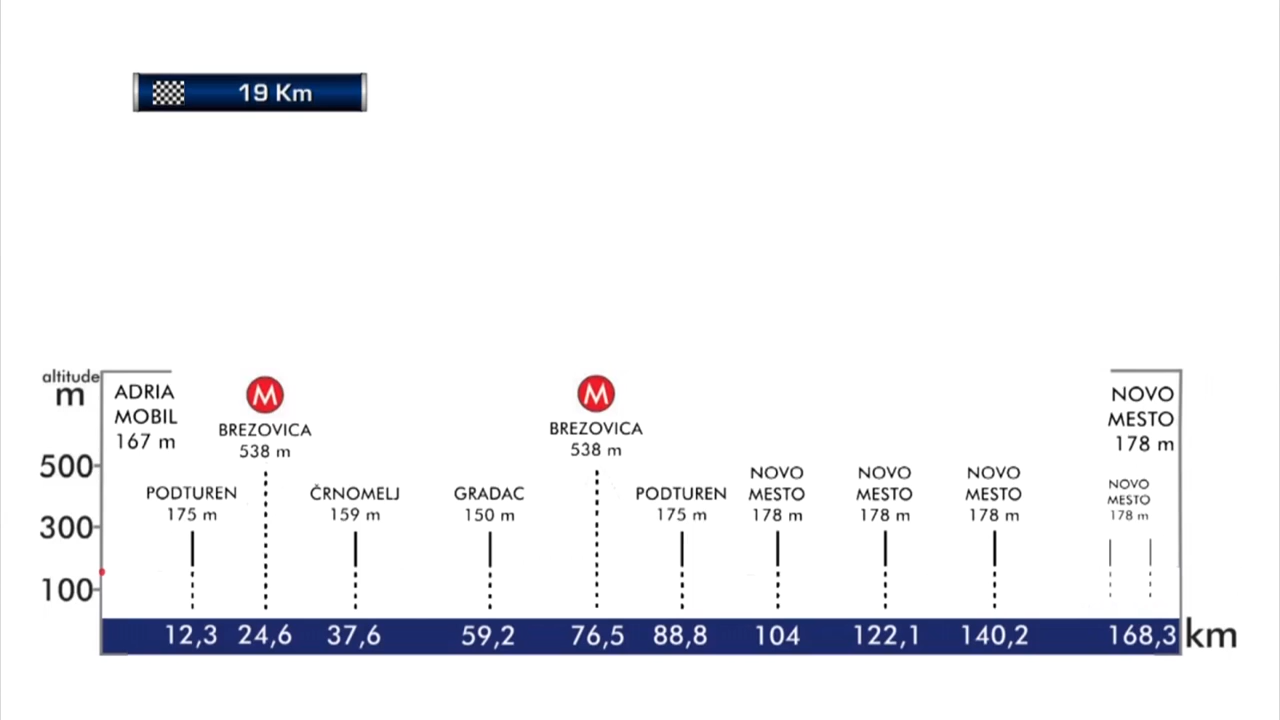 19 Km
altitude
m
500
300
100
ADRIA
MOBIL
167 m
PODTUREN
175 m
M
BREZOVICA
538 m
ČRNOMELJ
159 m
GRADAC
150 m
M
BREZOVICA
538 m
PODTUREN
175 m
NOVO
MESTO
178 m
NOVO
MESTO
178 m
NOVO
MESTO
178 m
NOVO
MESTO
178 m
NOVO
MESTO
178 m
12,3 24,6 37,6 59,2 76,5 88,8 104 122,1 140,2 168,3 km